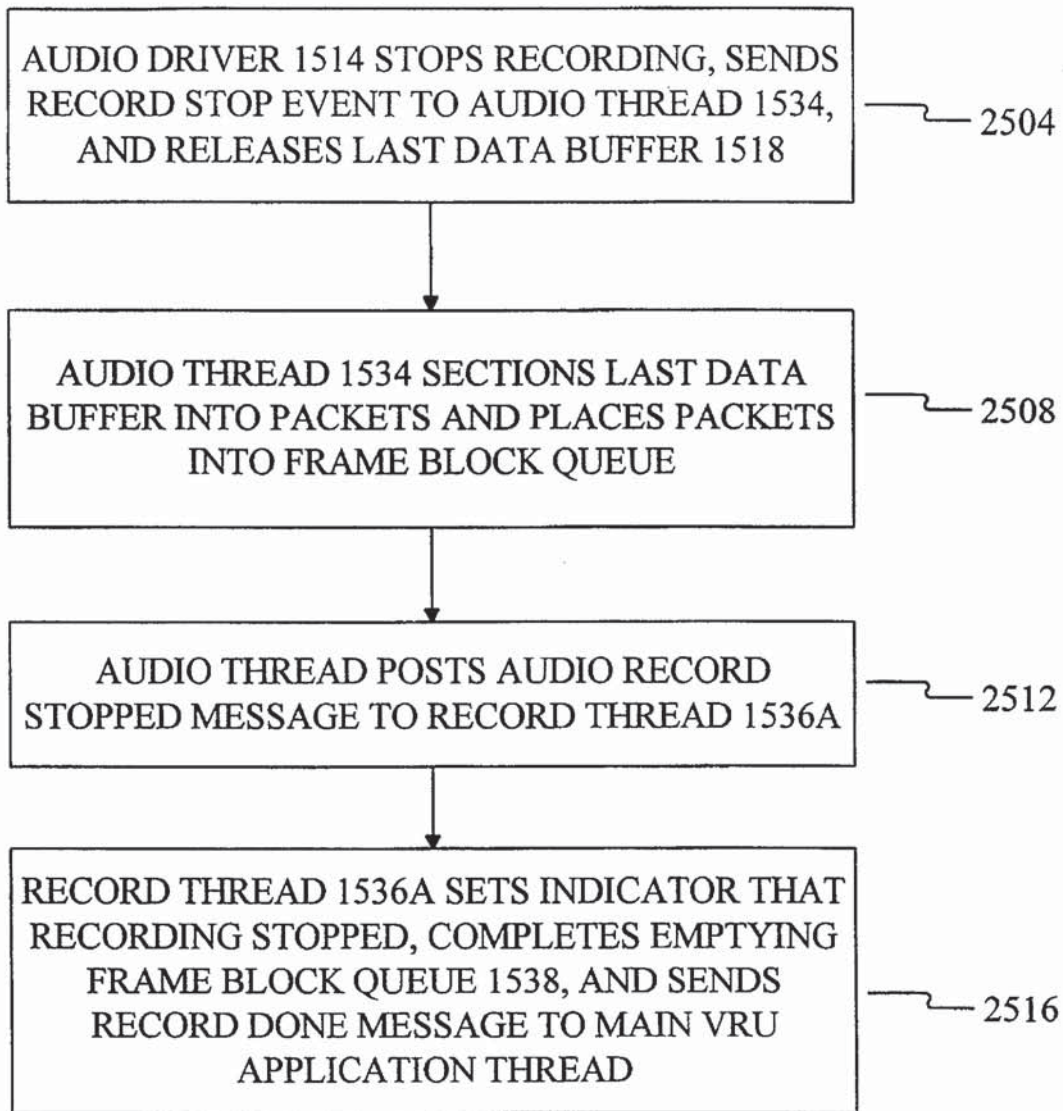 AUDIO DRIVER 1514 STOPS RECORDING, SENDS
RECORD STOP EVENT TO AUDIO THREAD 1534,
AND RELEASES LAST DATA BUFFER 1518
2504
AUDIO THREAD 1534 SECTIONS LAST DATA
BUFFER INTO PACKETS AND PLACES PACKETS
INTO FRAME BLOCK QUEUE
2508
AUDIO THREAD POSTS AUDIO RECORD
STOPPED MESSAGE TO RECORD THREAD 1536A
2512
RECORD THREAD 1536A SETS INDICATOR THAT
RECORDING STOPPED, COMPLETES EMPTYING
FRAME BLOCK QUEUE 1538, AND SENDS
RECORD DONE MESSAGE TO MAIN VRU
APPLICATION THREAD
2516